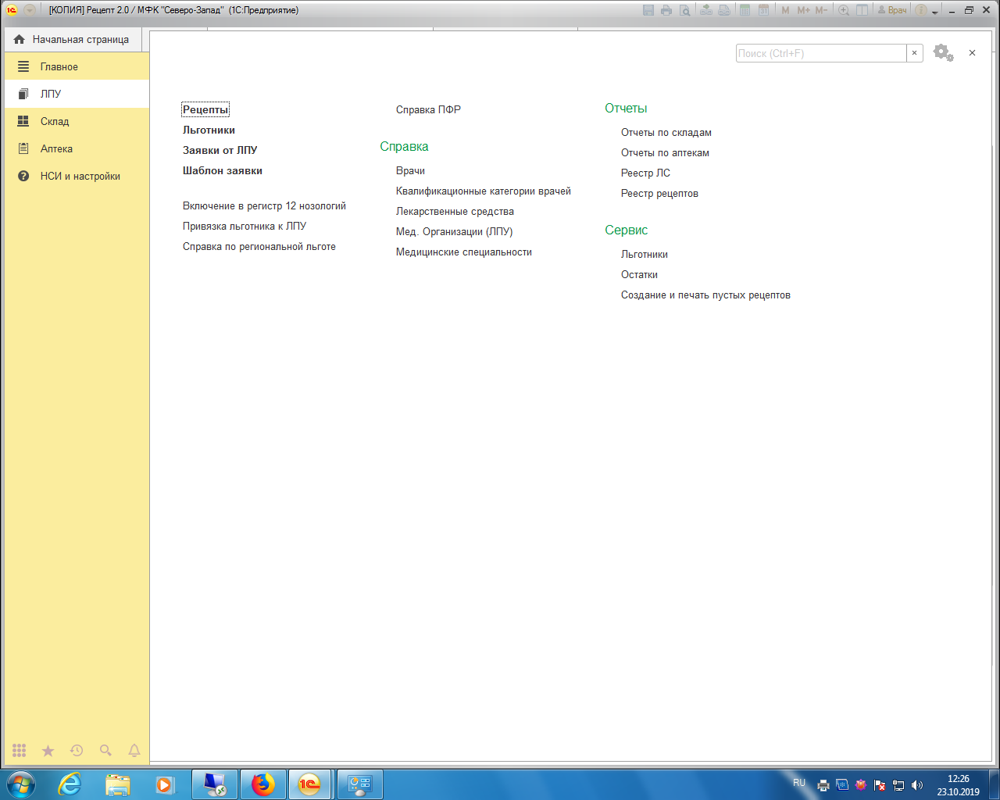 [КОПИЯ] Рецепт 2.0 / МФК "Северо-Запад" (1С:Предприятие)
31
M M+ M-
Врач
Начальная страница
Поиск (Ctrl+F)
Главное
ЛПУ
Склад
Аптека
НСИ и настройки
Рецепты
Льготники
Заявки от ЛПУ
Шаблон заявки
Включение в регистр 12 нозологий
Привязка льготника к ЛПУ
Справка по региональной льготе
Справка ПФР
Справка
Врачи
Квалификационные категории врачей
Лекарственные средства
Мед. Организации (ЛПУ)
Медицинские специальности
Отчеты
Отчеты по складам
Отчеты по аптекам
Реестр ЛС
Реестр рецептов
Сервис
Льготники
Остатки
Создание и печать пустых рецептов
RU
12:26
23.10.2019